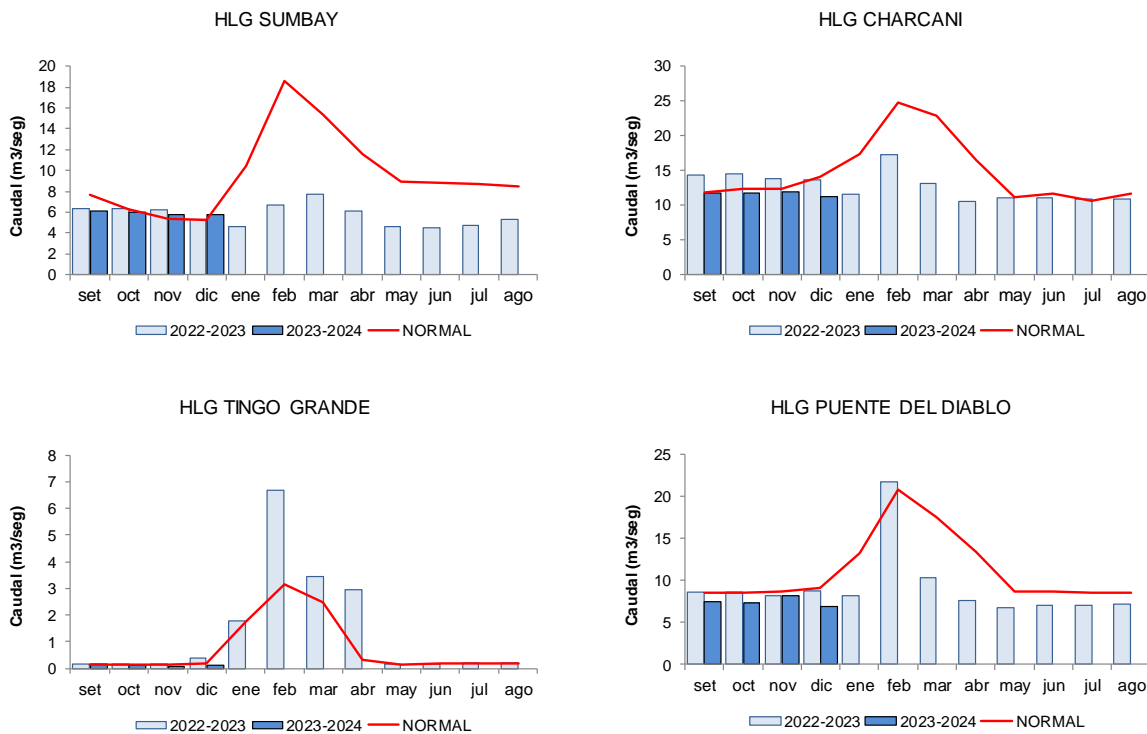 HLG SUMBAY
Caudal (m3/seg)
20
18
16
14
12
10
8
6
4
2
0
set oct nov dic ene feb mar abr may jun jul ago
2022-2023 2023-2024 NORMAL
HLG CHARCANI
Caudal (m3/seg)
30
25
20
15
10
5
0
set oct nov dic ene feb mar abr may jun jul ago
2022-2023 2023-2024 NORMAL
HLG TINGO GRANDE
Caudal (m3/seg)
8
7
6
5
4
3
2
1
0
set oct nov dic ene feb mar abr may jun jul ago
2022-2023 2023-2024 NORMAL
HLG PUENTE DEL DIABLO
Caudal (m3/seg)
25
20
15
10
5
0
set oct nov dic ene feb mar abr may jun jul ago
2022-2023 2023-2024 NORMAL